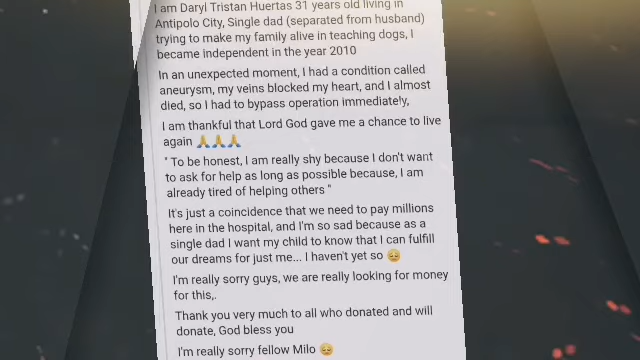 I am Daryl Tristan Huertas 31 years old living in
Antipolo City, Single dad (separated from husband)
trying to make my family alive in teaching dogs, I
became independent in the year 2010
In an unexpected moment, I had a condition called
aneurysm, my veins blocked my heart, and I almost
died, so I had to bypass operation immediately,
I am thankful that Lord God gave me a chance to live
again 🙏🙏🙏
" To be honest, I am really shy because I don't want
to ask for help as long as possible because, I am
already tired of helping others "
It's just a coincidence that we need to pay millions
here in the hospital, and I'm so sad because as a
single dad I want my child to know that I can fulfill
our dreams for just me... I haven't yet so 😔
I'm really sorry guys, we are really looking for money
for this,.
Thank you very much to all who donated and will
donate, God bless you
I'm really sorry fellow Milo 😔